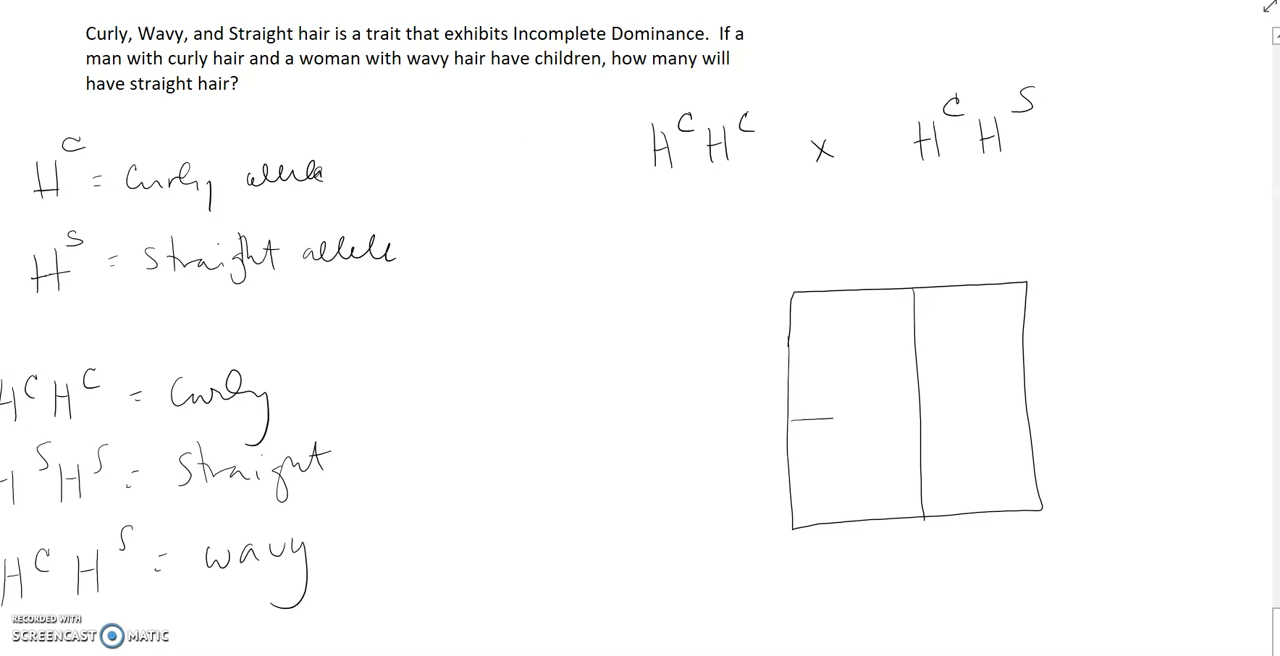 Curly, Wavy, and Straight hair is a trait that exhibits Incomplete Dominance. If a
man with curly hair and a woman with wavy hair have children, how many will
have straight hair?
H^C H^C x H^C H^S
H^C = Curly allele
H^S = straight allele
H^C H^C = Curly
H^S H^S = straight
H^C H^S = wavy
RECORDED WITH
SCREENCAST MATIC